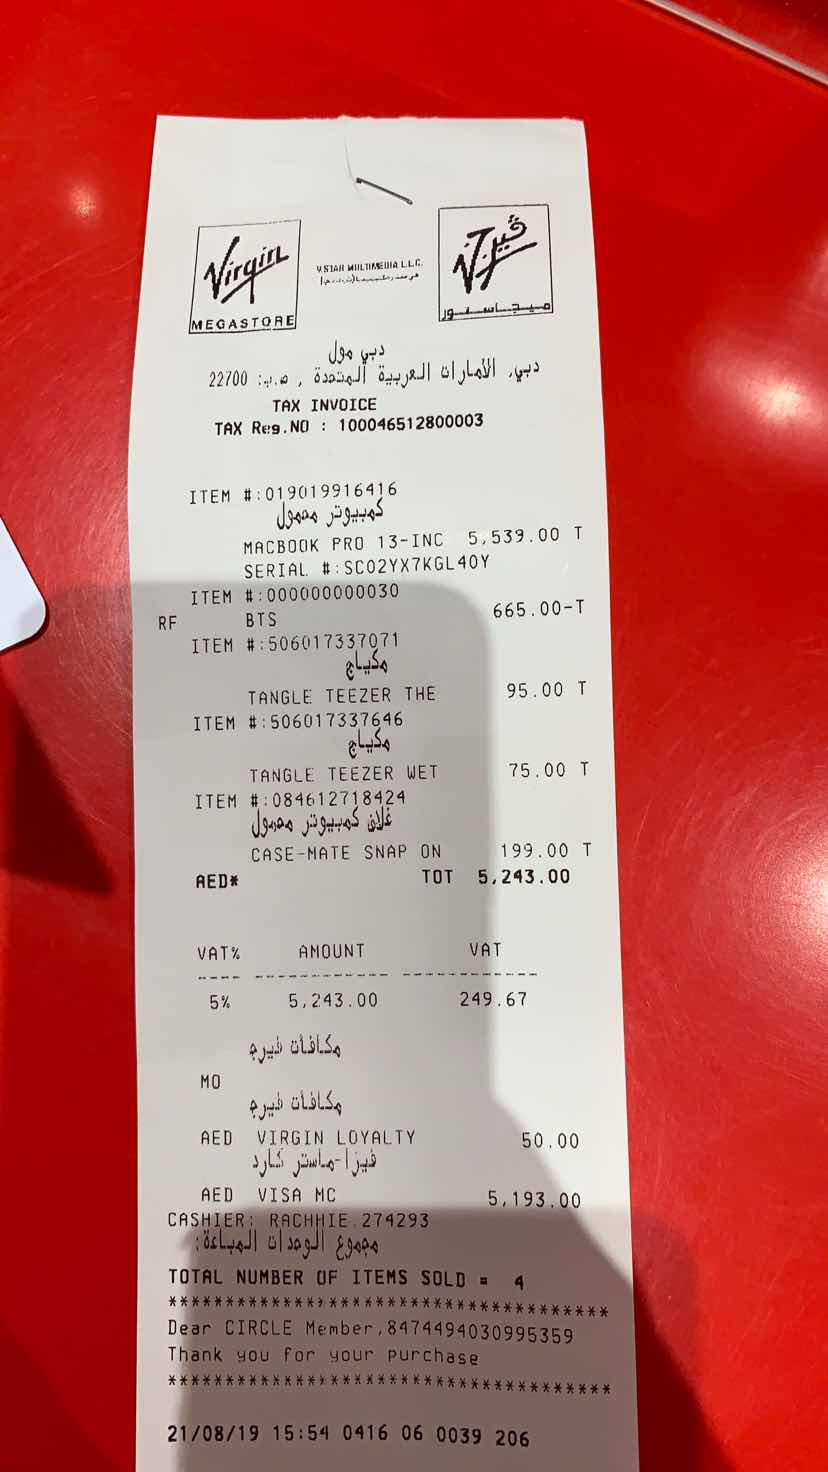 Virgin
MEGASTORE
V.STAR MULTIMEDIA L.L.C.
فيرجن
ميجاستور
دبي مول
دبي, الأمارات العربية المتحدة , ص.ب: 22700
TAX INVOICE
TAX Reg.NO : 100046512800003
ITEM #:019019916416
كمبيوتر محمول
MACBOOK PRO 13-INC 5,539.00 T
SERIAL #:SC02YX7KGL40Y
ITEM #:000000000030
RF BTS 665.00-T
ITEM #:506017337071
مكياج
TANGLE TEEZER THE 95.00 T
ITEM #:506017337646
مكياج
TANGLE TEEZER WET 75.00 T
ITEM #:084612718424
غلاف كمبيوتر محمول
CASE-MATE SNAP ON 199.00 T
AED* TOT 5,243.00
VAT% AMOUNT VAT
---- ------------ ------------
5% 5,243.00 249.67
مكافأت فيرج
MO
مكافأت فيرج
AED VIRGIN LOYALTY 50.00
فيزا-ماستر كارد
AED VISA MC 5,193.00
CASHIER: RACHHIE.274293
مجموع الوحدات المباعة:
TOTAL NUMBER OF ITEMS SOLD = 4
**************************************
Dear CIRCLE Member,8474494030995359
Thank you for your purchase
**************************************
21/08/19 15:54 0416 06 0039 206